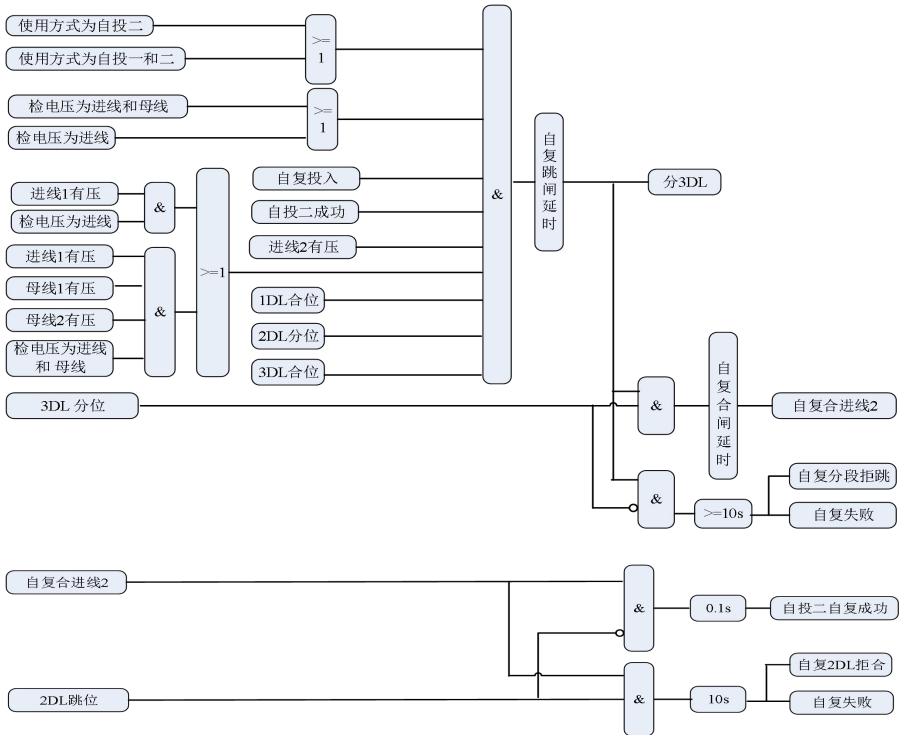 使用方式为自投二
使用方式为自投一和二
>=
1
检电压为进线和母线
检电压为进线
>=
1
进线1有压
检电压为进线
&
进线1有压
母线1有压
母线2有压
检电压为进线
和 母线
&
>=1
自复投入
自投二成功
进线2有压
1DL合位
2DL分位
3DL合位
&
自复跳闸延时
分3DL
3DL 分位
&
自复合闸延时
自复合进线2
&
>=10s
自复分段拒跳
自复失败
自复合进线2
&
0.1s
自投二自复成功
2DL跳位
&
10s
自复2DL拒合
自复失败